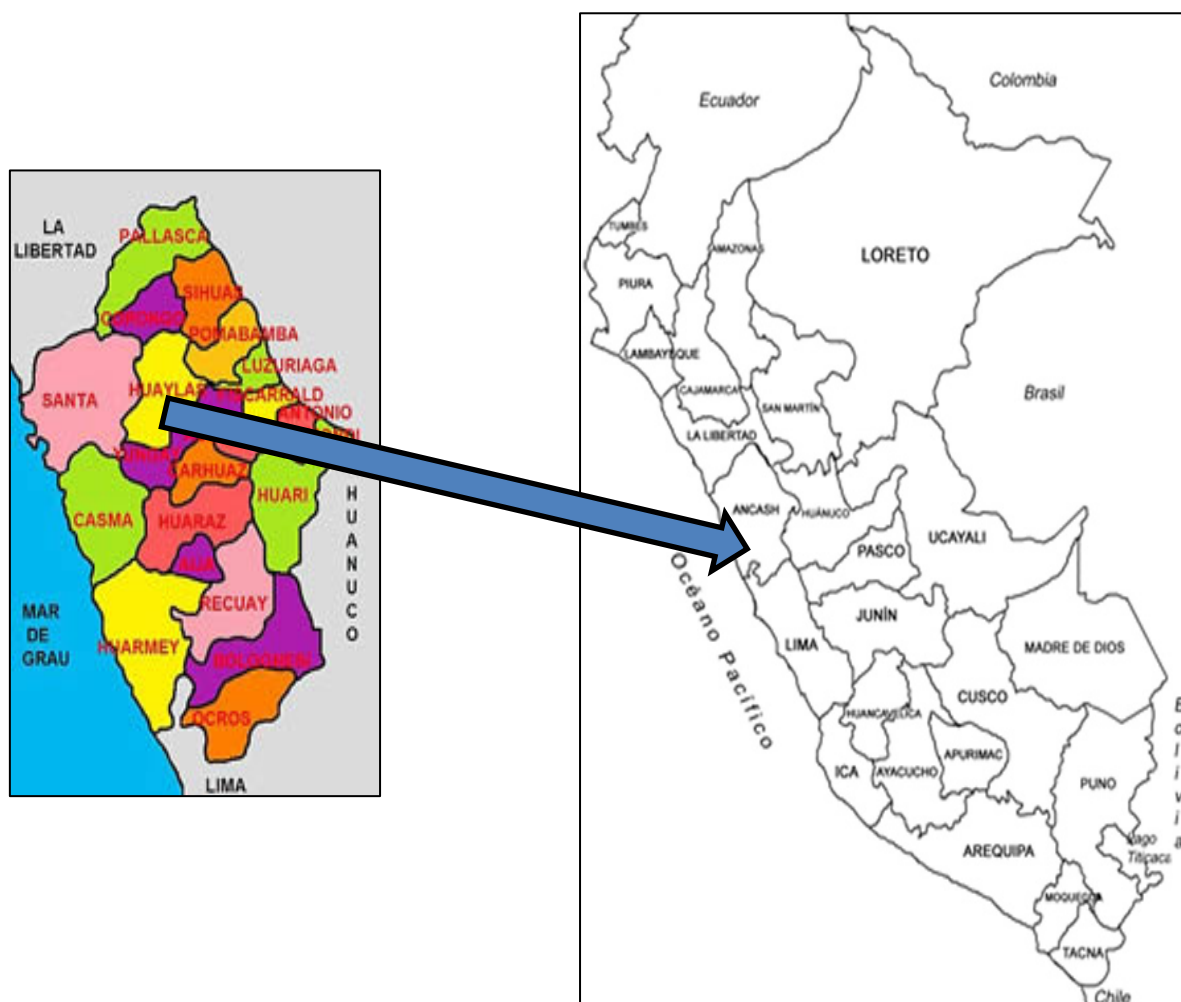 LA
LIBERTAD
PALLASCA
SIHUAS
CORONGO
POMABAMBA
LUZURIAGA
HUAYLAS
SANTA
ANTONIO
YUNGAY
CARHUAZ
HUARI
CASMA
HUARAZ
AIJA
RECUAY
HUANUCO
MAR
DE
GRAU
HUARMEY
BOLOGNESI
OCROS
LIMA
Colombia
Ecuador
TUMBES
AMAZONAS
LORETO
PIURA
LAMBAYEQUE
CAJAMARCA
SAN MARTÍN
Brasil
LA LIBERTAD
ANCASH
HUÁNUCO
PASCO
UCAYALI
Océano Pacífico
JUNÍN
LIMA
MADRE DE DIOS
CUSCO
HUANCAVELICA
Bolivia
APURIMAC
ICA
AYACUCHO
PUNO
AREQUIPA
lago
Titicaca
MOQUEGUA
TACNA
Chile